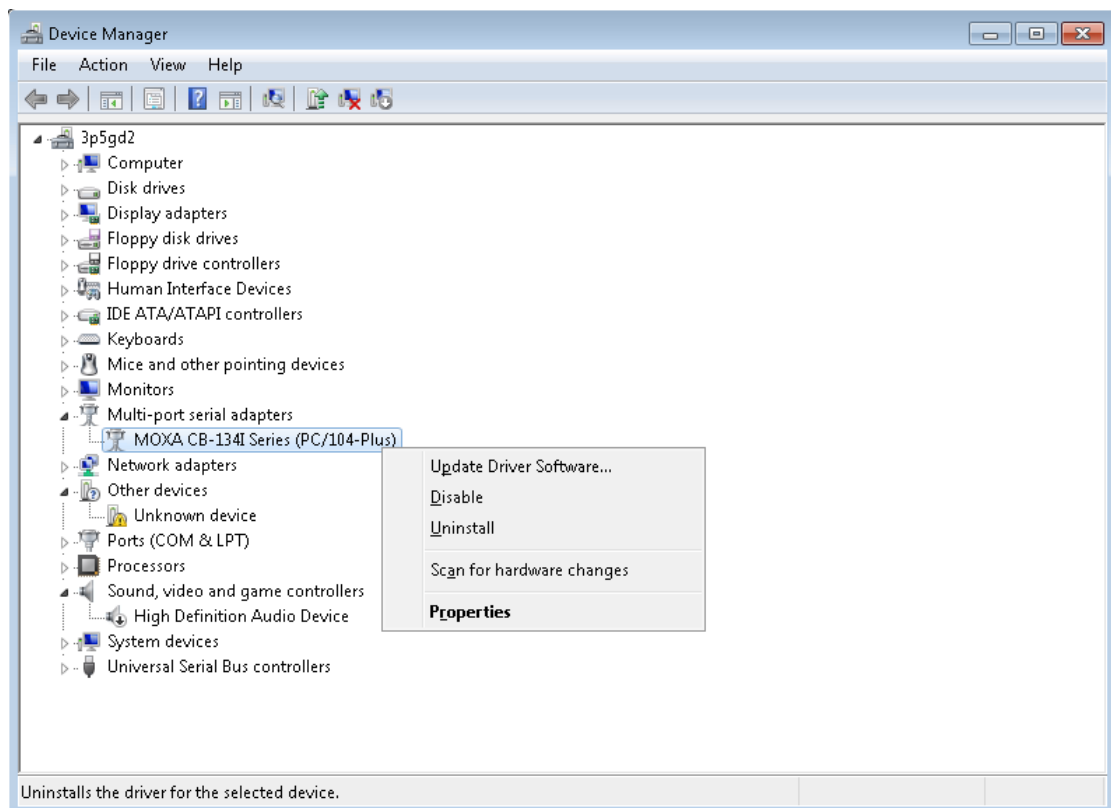 Device Manager
File Action View Help
3p5gd2
Computer
Disk drives
Display adapters
Floppy disk drives
Floppy drive controllers
Human Interface Devices
IDE ATA/ATAPI controllers
Keyboards
Mice and other pointing devices
Monitors
Multi-port serial adapters
MOXA CB-134I Series (PC/104-Plus)
Network adapters
Other devices
Unknown device
Ports (COM & LPT)
Processors
Sound, video and game controllers
High Definition Audio Device
System devices
Universal Serial Bus controllers
Update Driver Software...
Disable
Uninstall
Scan for hardware changes
Properties
Uninstalls the driver for the selected device.